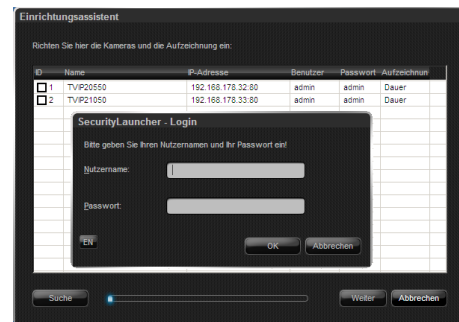 Einrichtungsassistent
Richten Sie hier die Kameras und die Aufzeichnung ein:
ID Name IP-Adresse Benutzer Passwort Aufzeichnun
1 TVIP20550 192.168.178.32:80 admin admin Dauer
2 TVIP21050 192.168.178.33:80 admin admin Dauer
SecurityLauncher - Login
Bitte geben Sie Ihren Nutzernamen und Ihr Passwort ein!
Nutzername:
Passwort:
EN OK Abbrechen
Suche Weiter Abbrechen